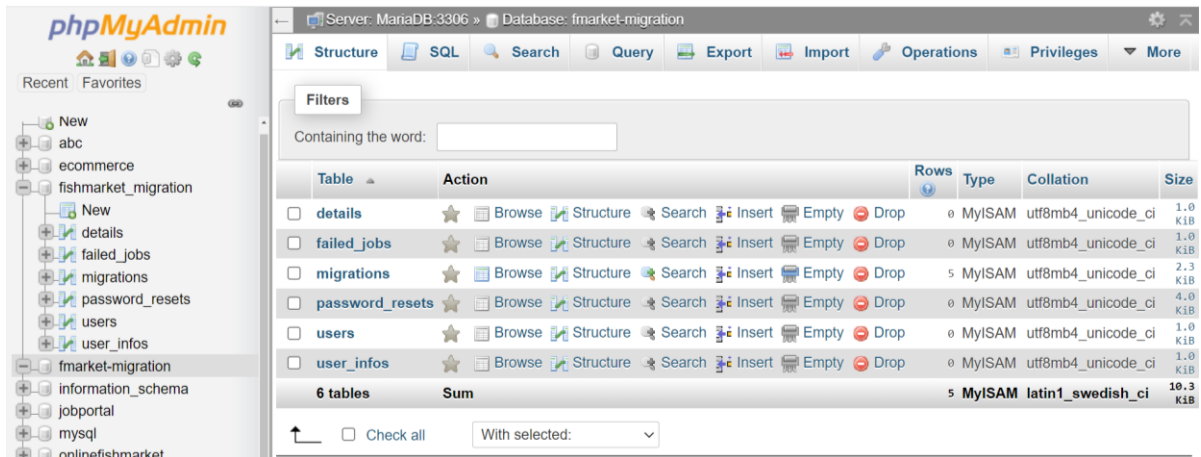 phpMyAdmin
Recent Favorites
New
abc
ecommerce
fishmarket_migration
New
details
failed_jobs
migrations
password_resets
users
user_infos
fmarket-migration
information_schema
jobportal
mysql
onlinefishmarket
Server: MariaDB:3306 » Database: fmarket-migration
Structure SQL Search Query Export Import Operations Privileges More
Filters
Containing the word:
Table Action Rows Type Collation Size
details Browse Structure Search Insert Empty Drop 0 MyISAM utf8mb4_unicode_ci 1.0 KiB
failed_jobs Browse Structure Search Insert Empty Drop 0 MyISAM utf8mb4_unicode_ci 1.0 KiB
migrations Browse Structure Search Insert Empty Drop 5 MyISAM utf8mb4_unicode_ci 2.3 KiB
password_resets Browse Structure Search Insert Empty Drop 0 MyISAM utf8mb4_unicode_ci 4.0 KiB
users Browse Structure Search Insert Empty Drop 0 MyISAM utf8mb4_unicode_ci 1.0 KiB
user_infos Browse Structure Search Insert Empty Drop 0 MyISAM utf8mb4_unicode_ci 1.0 KiB
6 tables Sum 5 MyISAM latin1_swedish_ci 10.3 KiB
Check all With selected: